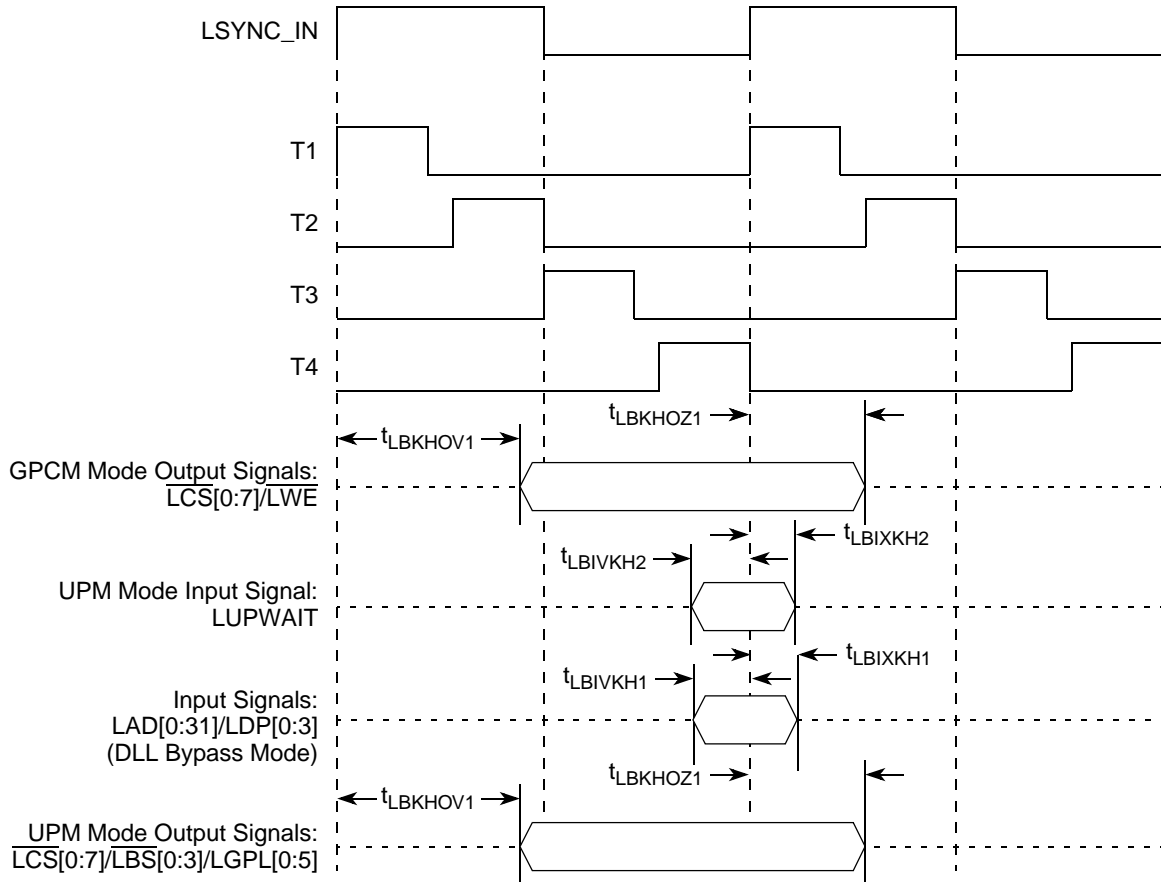 LSYNC_IN
T1
T2
T3
T4
tLBKHOZ1
tLBKHOV1
GPCM Mode Output Signals:
LCS[0:7]/LWE
tLBIXKH2
tLBIVKH2
UPM Mode Input Signal:
LUPWAIT
tLBIXKH1
tLBIVKH1
Input Signals:
LAD[0:31]/LDP[0:3]
(DLL Bypass Mode)
tLBKHOZ1
tLBKHOV1
UPM Mode Output Signals:
LCS[0:7]/LBS[0:3]/LGPL[0:5]